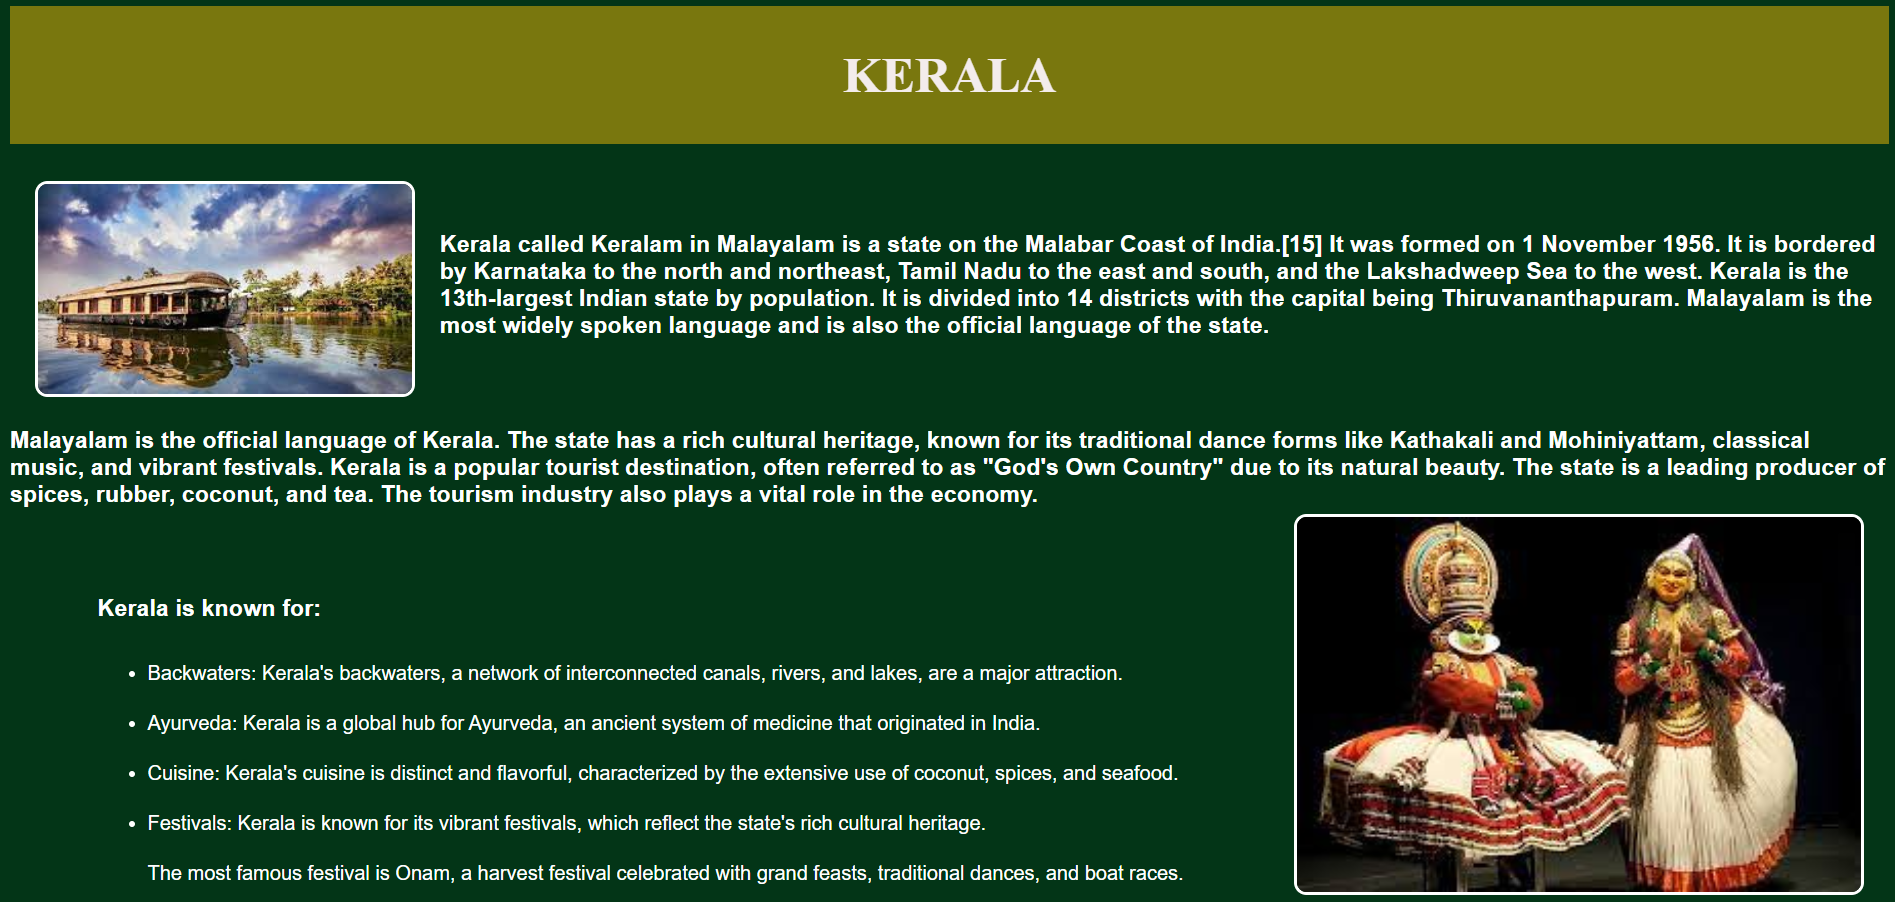 KERALA
Kerala called Keralam in Malayalam is a state on the Malabar Coast of India.[15] It was formed on 1 November 1956. It is bordered
by Karnataka to the north and northeast, Tamil Nadu to the east and south, and the Lakshadweep Sea to the west. Kerala is the
13th-largest Indian state by population. It is divided into 14 districts with the capital being Thiruvananthapuram. Malayalam is the
most widely spoken language and is also the official language of the state.
Malayalam is the official language of Kerala. The state has a rich cultural heritage, known for its traditional dance forms like Kathakali and Mohiniyattam, classical
music, and vibrant festivals. Kerala is a popular tourist destination, often referred to as "God's Own Country" due to its natural beauty. The state is a leading producer of
spices, rubber, coconut, and tea. The tourism industry also plays a vital role in the economy.
Kerala is known for:
• Backwaters: Kerala's backwaters, a network of interconnected canals, rivers, and lakes, are a major attraction.
• Ayurveda: Kerala is a global hub for Ayurveda, an ancient system of medicine that originated in India.
• Cuisine: Kerala's cuisine is distinct and flavorful, characterized by the extensive use of coconut, spices, and seafood.
• Festivals: Kerala is known for its vibrant festivals, which reflect the state's rich cultural heritage.
The most famous festival is Onam, a harvest festival celebrated with grand feasts, traditional dances, and boat races.